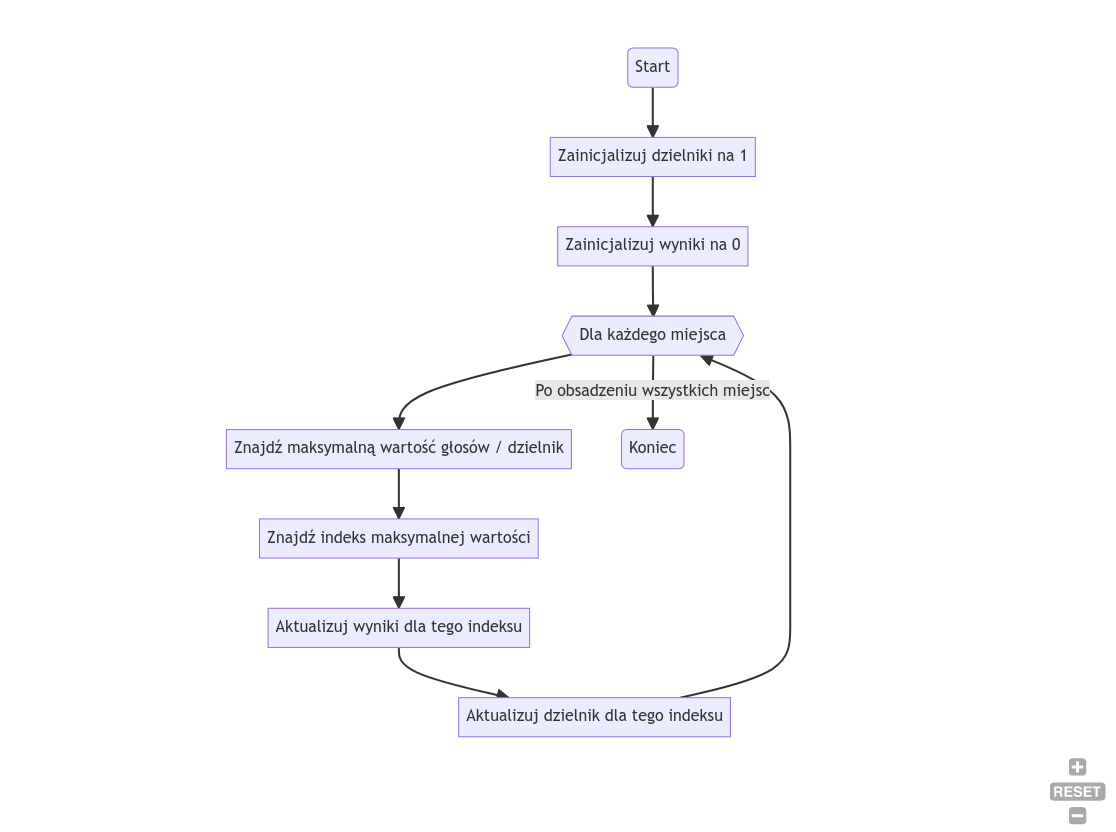 Start
Zainicjalizuj dzielniki na 1
Zainicjalizuj wyniki na 0
Dla każdego miejsca
Po obsadzeniu wszystkich miejsc
Znajdź maksymalną wartość głosów / dzielnik
Koniec
Znajdź indeks maksymalnej wartości
Aktualizuj wyniki dla tego indeksu
Aktualizuj dzielnik dla tego indeksu
+
RESET
−